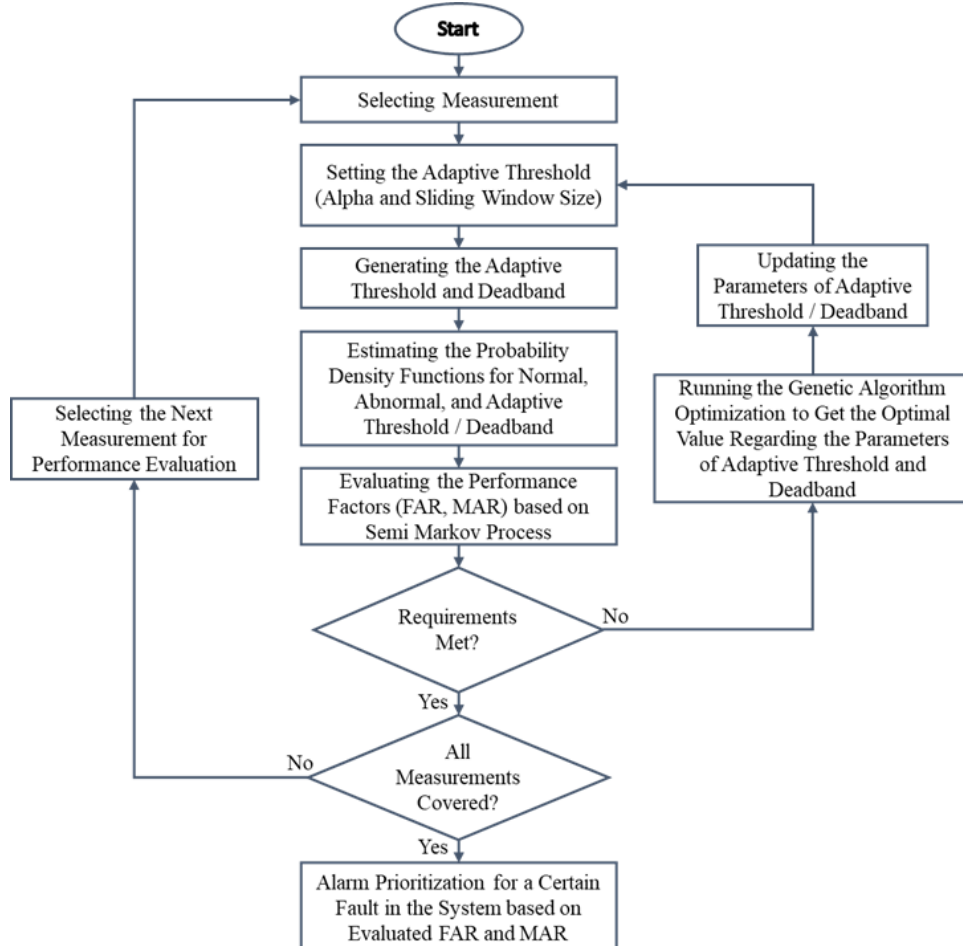 Start
Selecting Measurement
Setting the Adaptive Threshold
(Alpha and Sliding Window Size)
Generating the Adaptive
Threshold and Deadband
Updating the
Parameters of Adaptive
Threshold / Deadband
Estimating the Probability
Density Functions for Normal,
Abnormal, and Adaptive
Threshold / Deadband
Running the Genetic Algorithm
Optimization to Get the Optimal
Value Regarding the Parameters
of Adaptive Threshold and
Deadband
Selecting the Next
Measurement for
Performance Evaluation
Evaluating the Performance
Factors (FAR, MAR) based on
Semi Markov Process
Requirements
Met?
No
Yes
All
Measurements
Covered?
No
Yes
Alarm Prioritization for a Certain
Fault in the System based on
Evaluated FAR and MAR